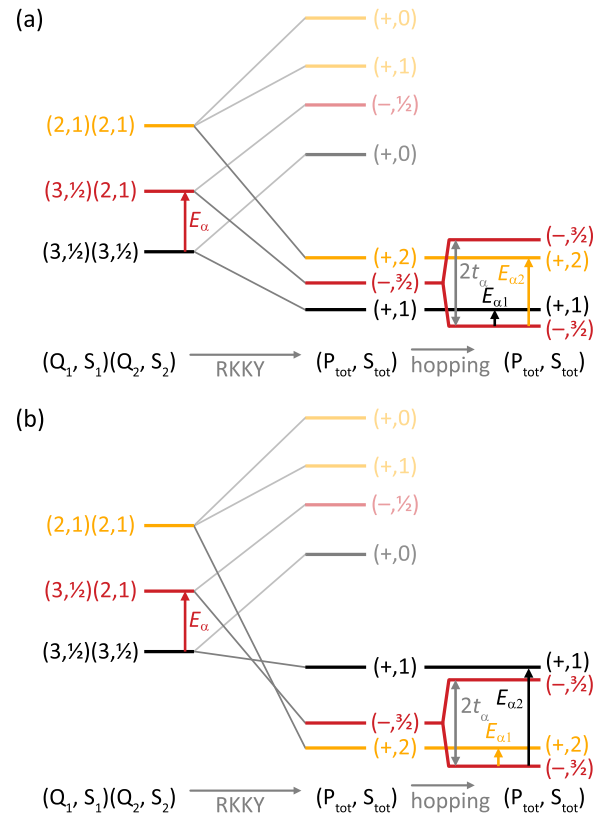 (a)
(+,0)
(+,1)
(2,1)(2,1)
(−,½)
(+,0)
(3,½)(2,1)
Eα
(3,½)(3,½)
(−,³⁄₂)
(+,2) (+,2)
2tα Eα2
(−,³⁄₂)
Eα1
(+,1) (+,1)
(−,³⁄₂)
(Q₁, S₁)(Q₂, S₂) RKKY (Ptot, Stot) hopping (Ptot, Stot)
(b)
(+,0)
(+,1)
(2,1)(2,1)
(−,½)
(+,0)
(3,½)(2,1)
Eα
(3,½)(3,½)
(+,1) (+,1)
(−,³⁄₂)
2tα Eα2
(−,³⁄₂)
Eα1
(+,2) (+,2)
(−,³⁄₂)
(Q₁, S₁)(Q₂, S₂) RKKY (Ptot, Stot) hopping (Ptot, Stot)